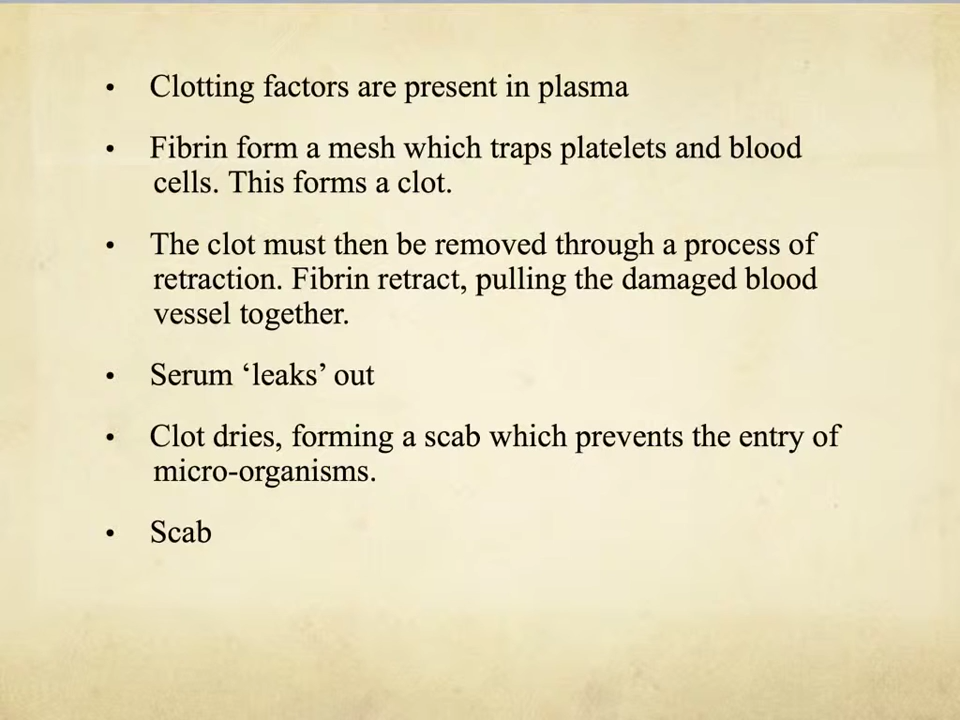 • Clotting factors are present in plasma
• Fibrin form a mesh which traps platelets and blood
cells. This forms a clot.
• The clot must then be removed through a process of
retraction. Fibrin retract, pulling the damaged blood
vessel together.
• Serum ‘leaks’ out
• Clot dries, forming a scab which prevents the entry of
micro-organisms.
• Scab